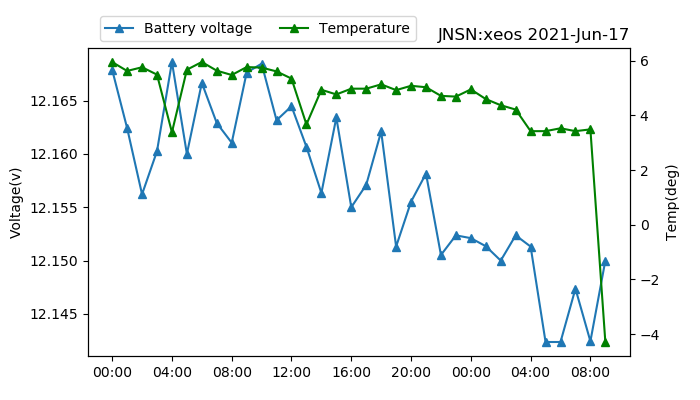 Battery voltage Temperature
JNSN:xeos 2021-Jun-17
Voltage(v)
12.165
12.160
12.155
12.150
12.145
6
4
2
0
−2
−4
Temp(deg)
00:00 04:00 08:00 12:00 16:00 20:00 00:00 04:00 08:00